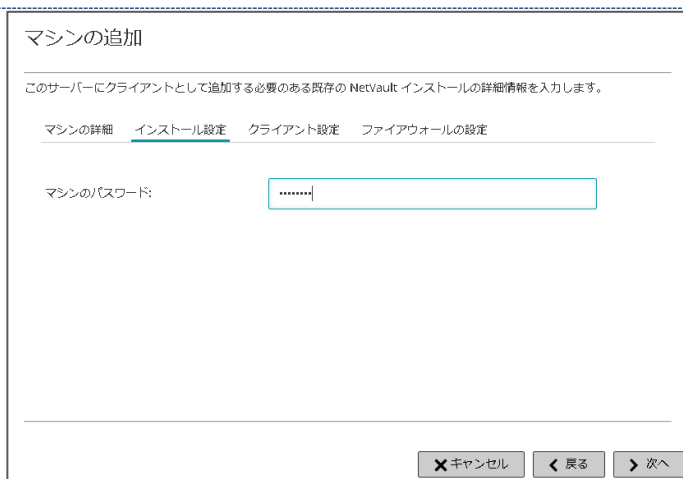 マシンの追加
このサーバーにクライアントとして追加する必要のある既存の NetVault インストールの詳細情報を入力します。
マシンの詳細 インストール設定 クライアント設定 ファイアウォールの設定
マシンのパスワード: ········
キャンセル 戻る 次へ